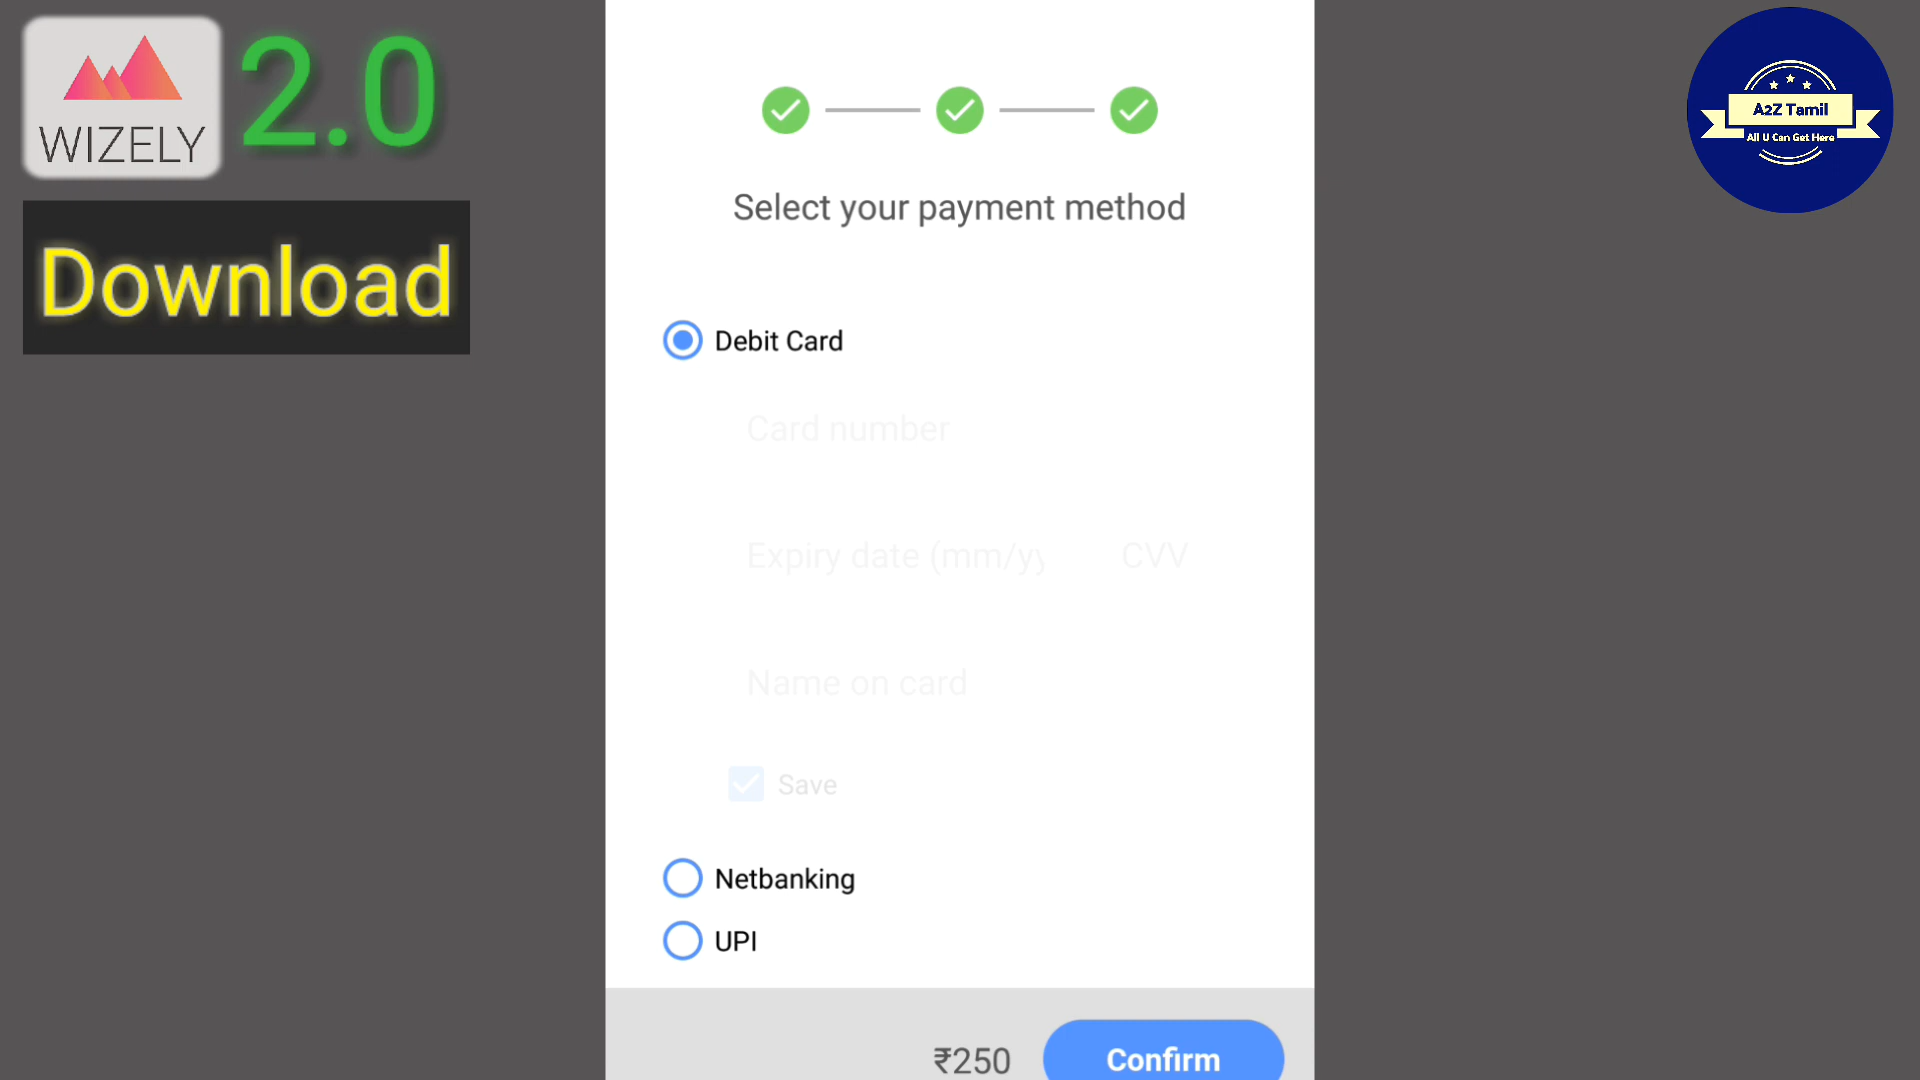 WIZELY
2.0
Download
A2Z Tamil
All U Can Get Here
Select your payment method
Debit Card
Card number
Expiry date (mm/yy
CVV
Name on card
Save
Netbanking
UPI
₹250
Confirm